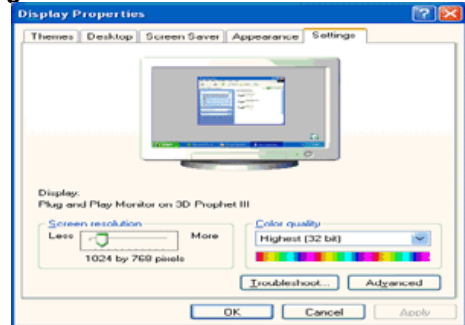 Display Properties
Themes Desktop Screen Saver Appearance Settings
Display:
Plug and Play Monitor on 3D Prophet III
Screen resolution
Less More
1024 by 768 pixels
Color quality
Highest (32 bit)
Troubleshoot... Advanced
OK Cancel Apply